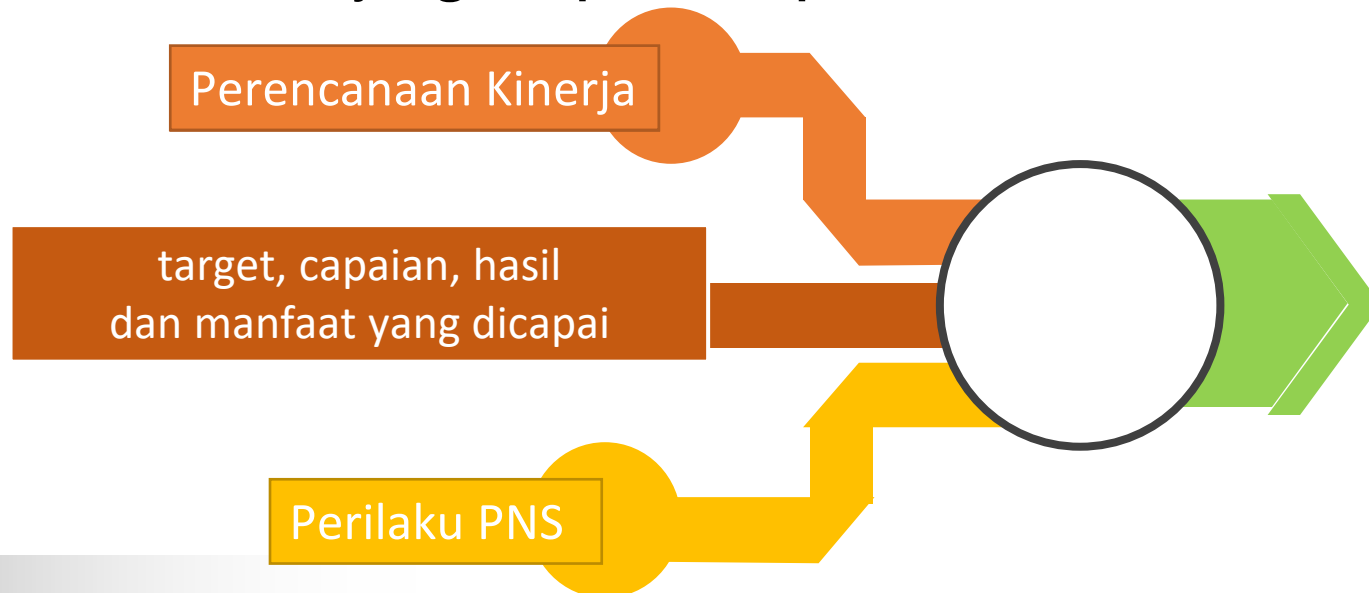 Perencanaan Kinerja
target, capaian, hasil
dan manfaat yang dicapai
Perilaku PNS